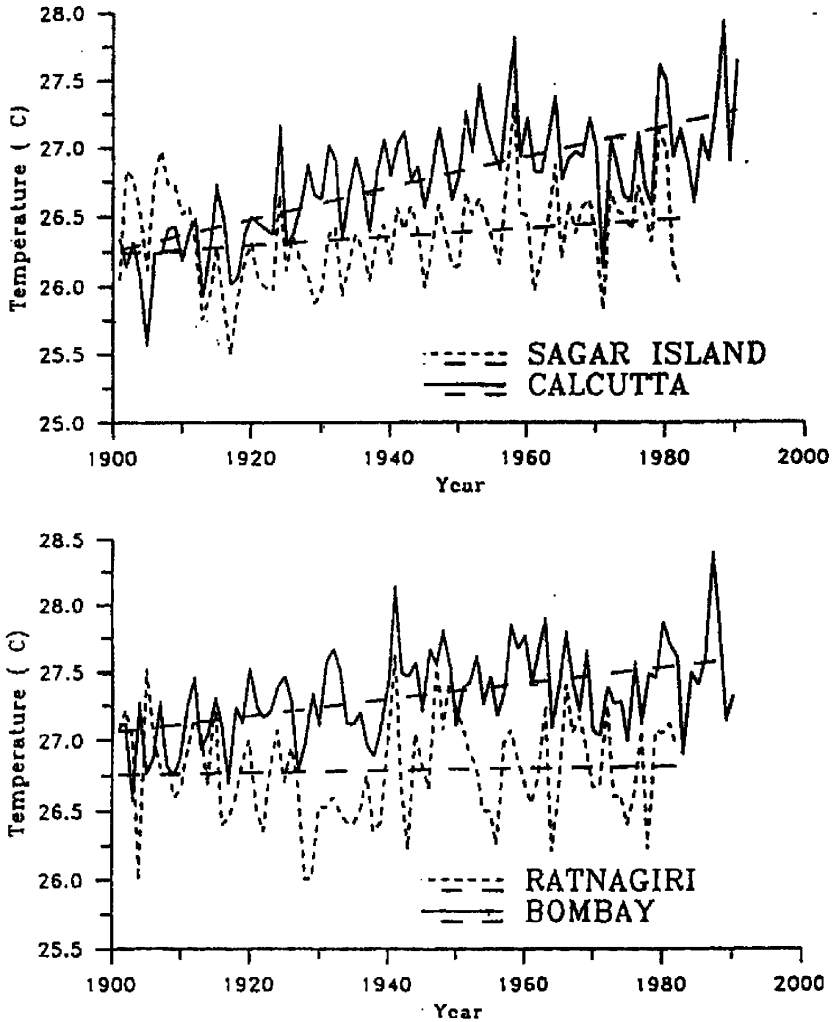 28.0
27.5
27.0
26.5
26.0
25.5
25.0
Temperature ( C)
SAGAR ISLAND
CALCUTTA
1900 1920 1940 1960 1980 2000
Year
28.5
28.0
27.5
27.0
26.5
26.0
25.5
Temperature ( C)
RATNAGIRI
BOMBAY
1900 1920 1940 1960 1980 2000
Year